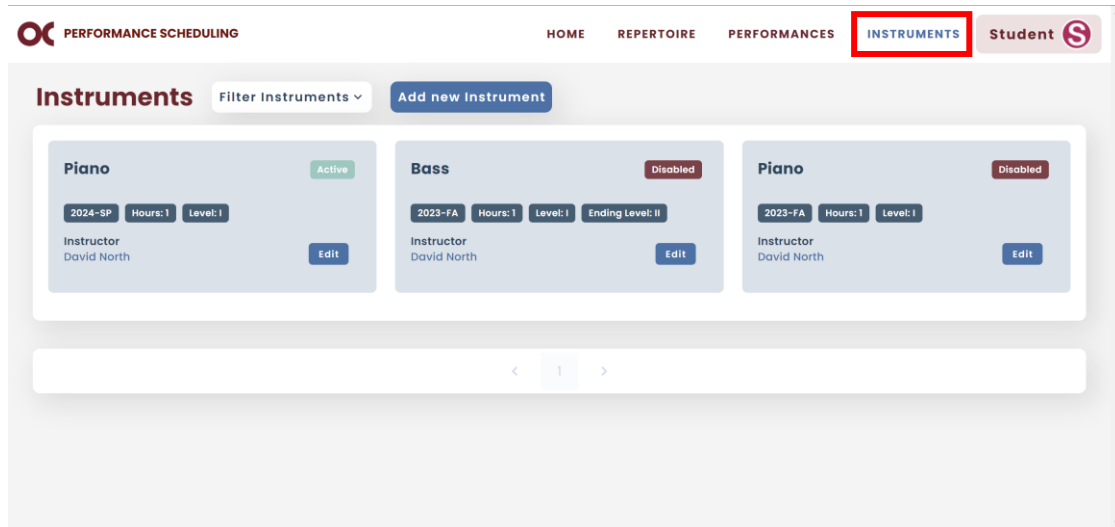 OC PERFORMANCE SCHEDULING HOME REPERTOIRE PERFORMANCES INSTRUMENTS Student S
Instruments Filter Instruments Add new Instrument
Piano Active
2024-SP Hours: 1 Level: I
Instructor
David North Edit
Bass Disabled
2023-FA Hours: 1 Level: I Ending Level: II
Instructor
David North Edit
Piano Disabled
2023-FA Hours: 1 Level: I
Instructor
David North Edit
< 1 >